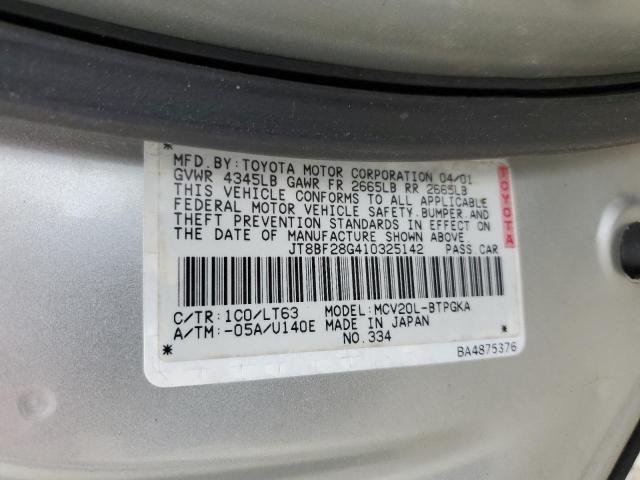 MFD. BY: TOYOTA MOTOR CORPORATION 04/01
GVWR 4345LB GAWR FR 2665LB RR 2665LB
THIS VEHICLE CONFORMS TO ALL APPLICABLE
FEDERAL MOTOR VEHICLE SAFETY, BUMPER, AND
THEFT PREVENTION STANDARDS IN EFFECT ON
THE DATE OF MANUFACTURE SHOWN ABOVE.
JT8BF28G410325142 PASS. CAR
TOYOTA
C/TR: 1C0/LT63 MODEL: MCV20L-BTPGKA
A/TM: -05A/U140E MADE IN JAPAN
NO. 334
BA4875376